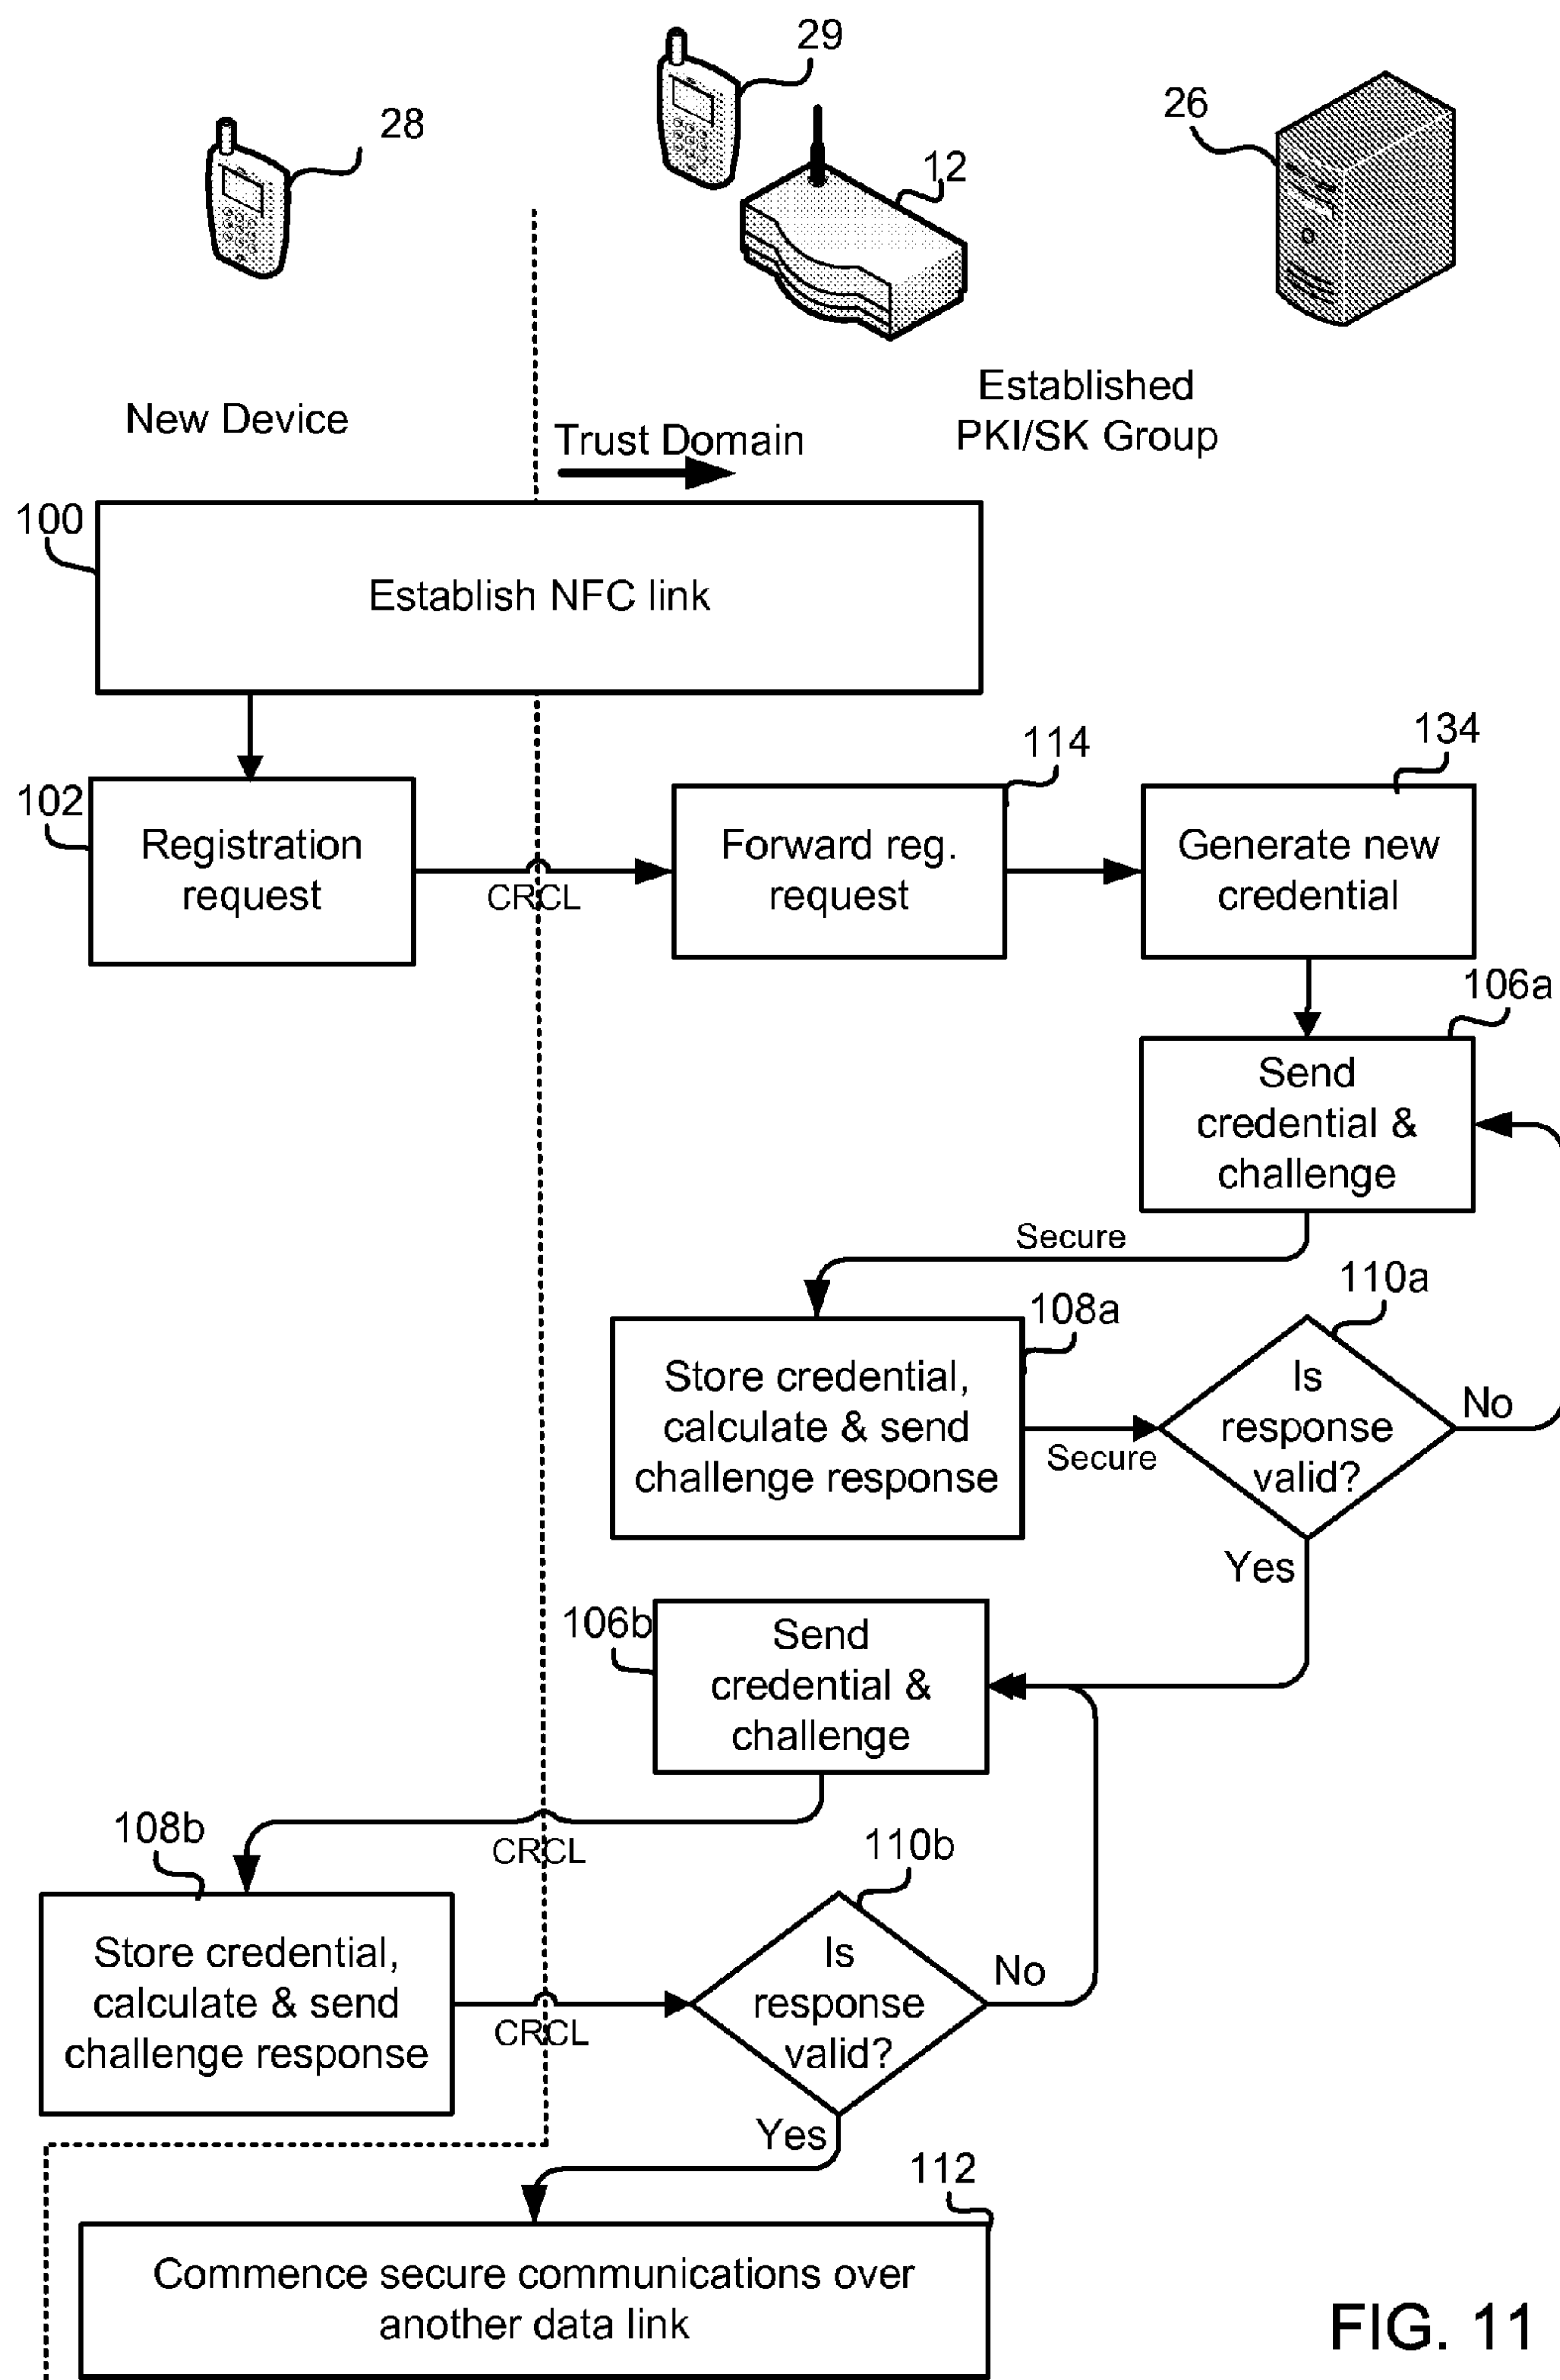 29
28
26
12
New Device
Established
PKI/SK Group
Trust Domain
100
Establish NFC link
114
134
102
Registration
request
CRCL
Forward reg.
request
Generate new
credential
106a
Send
credential &
challenge
Secure
110a
108a
Store credential,
calculate & send
challenge response
Secure
Is
response
valid?
No
Yes
106b
Send
credential &
challenge
108b
CRCL
110b
Store credential,
calculate & send
challenge response
CRCL
Is
response
valid?
No
Yes
112
Commence secure communications over
another data link
FIG. 11